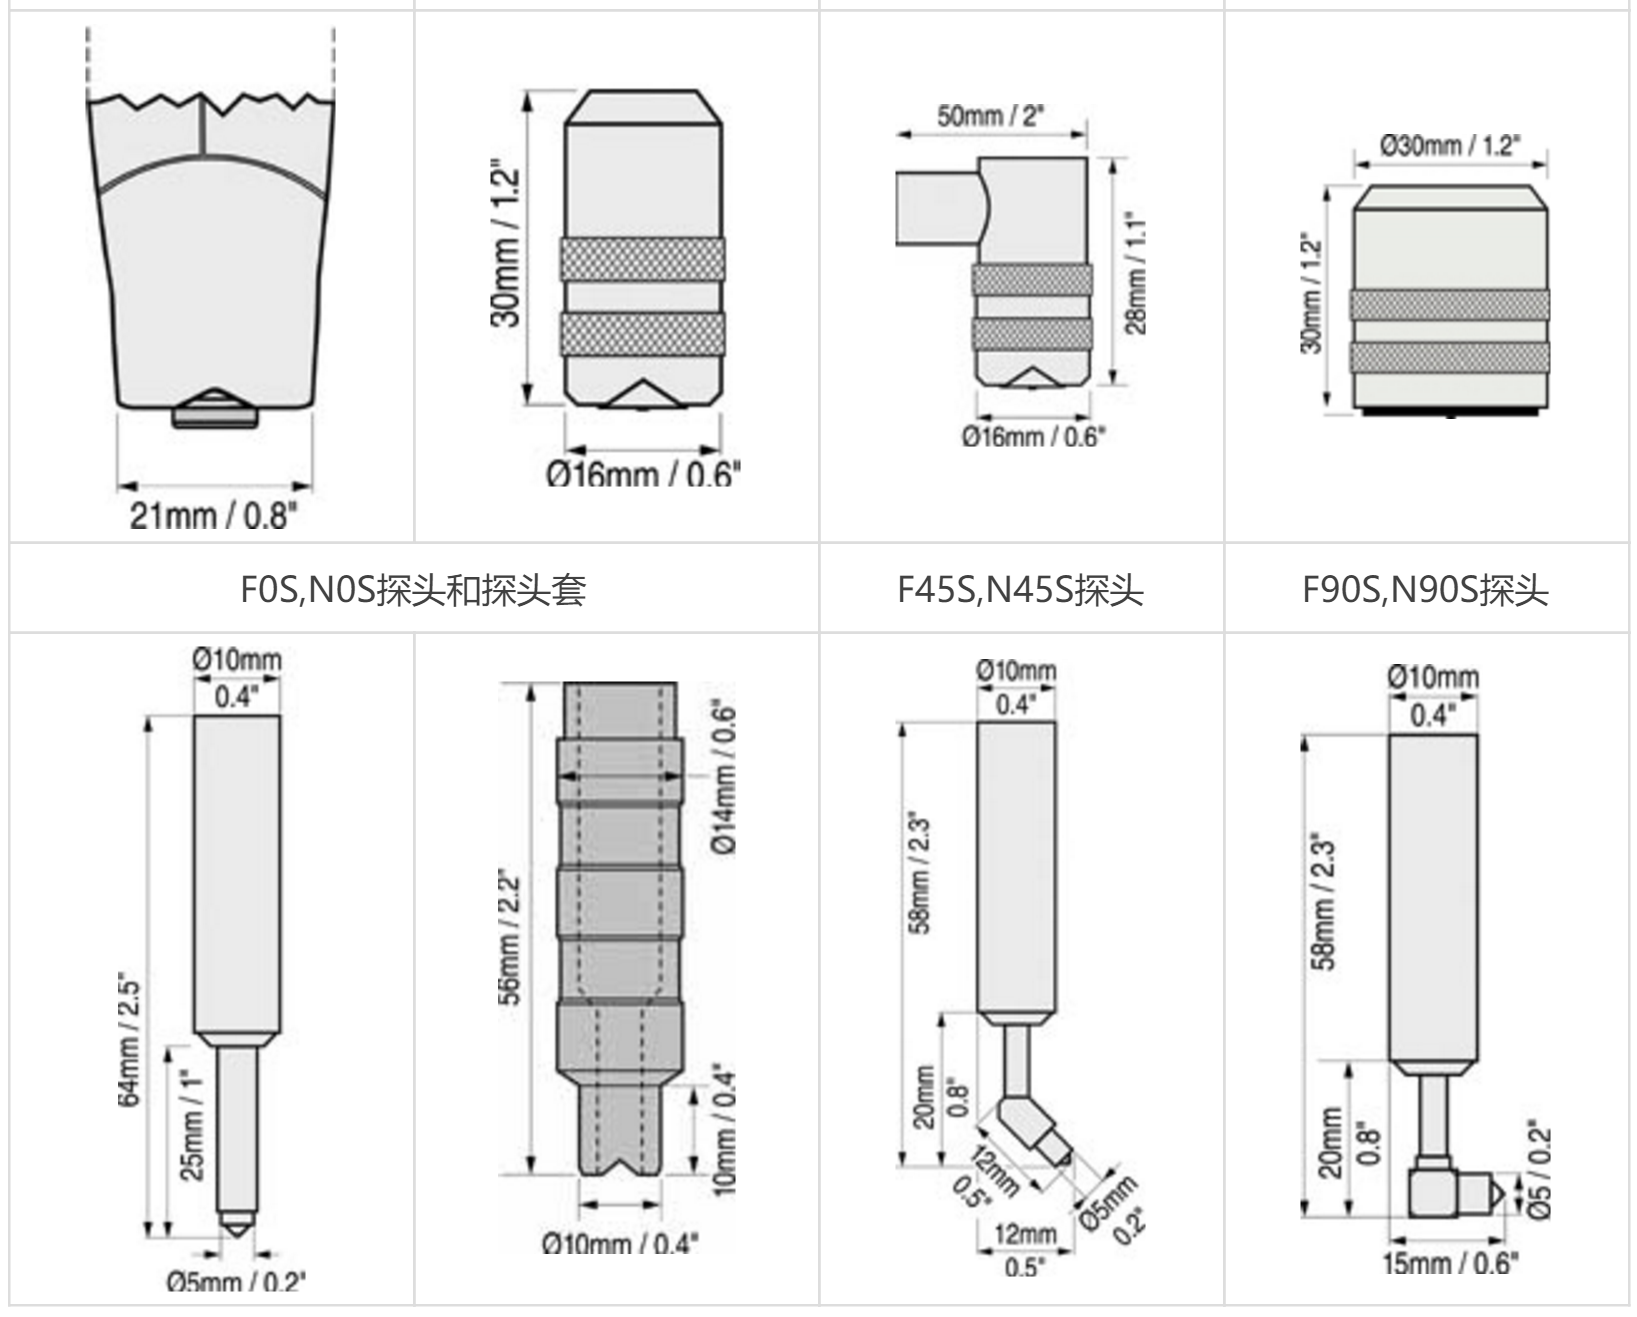 50mm / 2"
Ø30mm / 1.2"
30mm / 1.2"
28mm / 1.1"
30mm / 1.2"
Ø16mm / 0.6"
Ø16mm / 0.6"
21mm / 0.8"
F0S,N0S探头和探头套
F45S,N45S探头
F90S,N90S探头
Ø10mm
0.4"
64mm / 2.5"
25mm / 1"
Ø5mm / 0.2"
Ø14mm / 0.6"
56mm / 2.2"
10mm / 0.4"
Ø10mm / 0.4"
Ø10mm
0.4"
58mm / 2.3"
20mm
0.8"
12mm
0.5"
Ø5mm
0.2"
12mm
0.5"
Ø10mm
0.4"
58mm / 2.3"
20mm
0.8"
Ø5 / 0.2"
15mm / 0.6"